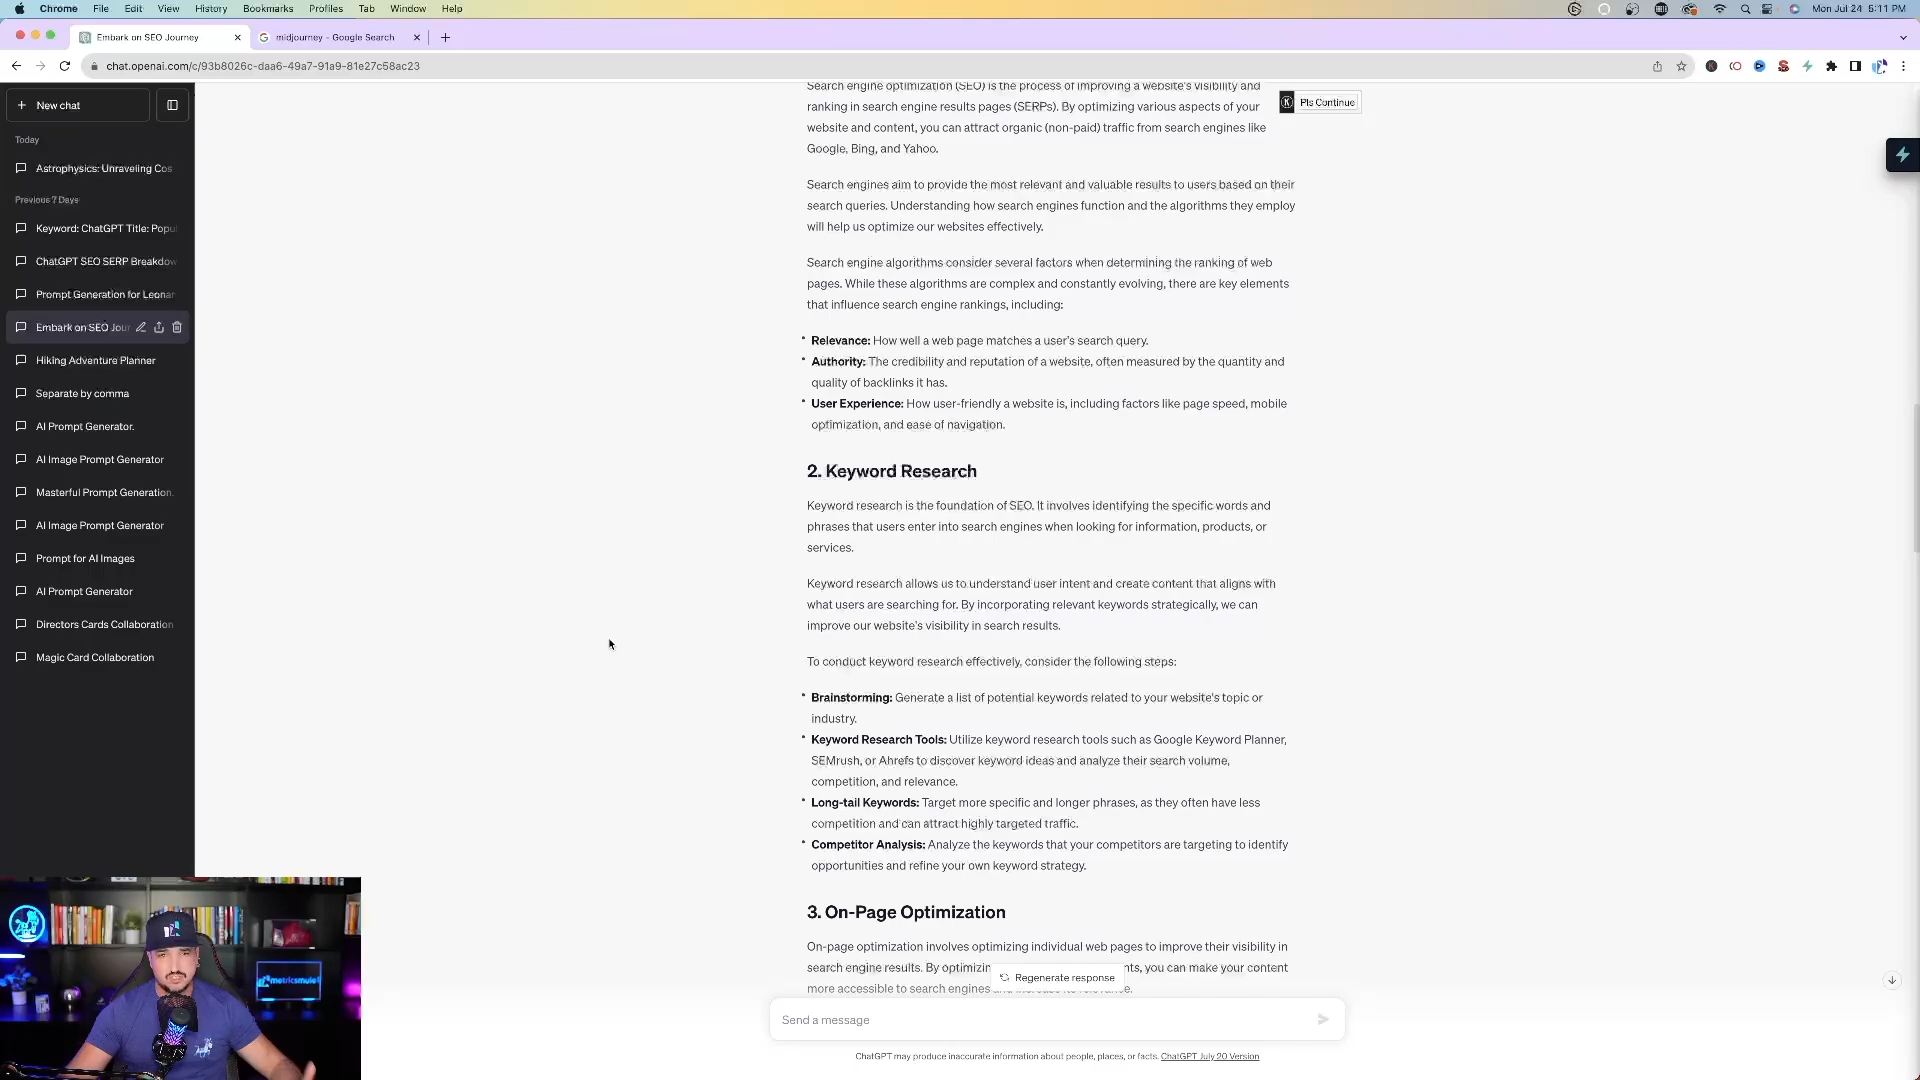 Chrome File Edit View History Bookmarks Profiles Tab Window Help Mon Jul 24 5:11 PM
Embark on SEO Journey midjourney - Google Search
chat.openai.com/c/93b8026c-daa6-49a7-91a9-81e27c58ac23
New chat
Today
Astrophysics: Unraveling Cos
Previous 7 Days
Keyword: ChatGPT Title: Popu
ChatGPT SEO SERP Breakdow
Prompt Generation for Leonar
Embark on SEO Jour
Hiking Adventure Planner
Separate by comma
AI Prompt Generator.
AI Image Prompt Generator
Masterful Prompt Generation.
AI Image Prompt Generator
Prompt for AI Images
AI Prompt Generator
Directors Cards Collaboration
Magic Card Collaboration
Search engine optimization (SEO) is the process of improving a website's visibility and
ranking in search engine results pages (SERPs). By optimizing various aspects of your
website and content, you can attract organic (non-paid) traffic from search engines like
Google, Bing, and Yahoo.
Pls Continue
Search engines aim to provide the most relevant and valuable results to users based on their
search queries. Understanding how search engines function and the algorithms they employ
will help us optimize our websites effectively.
Search engine algorithms consider several factors when determining the ranking of web
pages. While these algorithms are complex and constantly evolving, there are key elements
that influence search engine rankings, including:
• Relevance: How well a web page matches a user's search query.
• Authority: The credibility and reputation of a website, often measured by the quantity and
quality of backlinks it has.
• User Experience: How user-friendly a website is, including factors like page speed, mobile
optimization, and ease of navigation.
2. Keyword Research
Keyword research is the foundation of SEO. It involves identifying the specific words and
phrases that users enter into search engines when looking for information, products, or
services.
Keyword research allows us to understand user intent and create content that aligns with
what users are searching for. By incorporating relevant keywords strategically, we can
improve our website's visibility in search results.
To conduct keyword research effectively, consider the following steps:
• Brainstorming: Generate a list of potential keywords related to your website's topic or
industry.
• Keyword Research Tools: Utilize keyword research tools such as Google Keyword Planner,
SEMrush, or Ahrefs to discover keyword ideas and analyze their search volume,
competition, and relevance.
• Long-tail Keywords: Target more specific and longer phrases, as they often have less
competition and can attract highly targeted traffic.
• Competitor Analysis: Analyze the keywords that your competitors are targeting to identify
opportunities and refine your own keyword strategy.
3. On-Page Optimization
On-page optimization involves optimizing individual web pages to improve their visibility in
search engine results. By optimizin nts, you can make your content
Regenerate response
more accessible to search engines
Send a message
ChatGPT may produce inaccurate information about people, places, or facts. ChatGPT July 20 Version
metricsmule